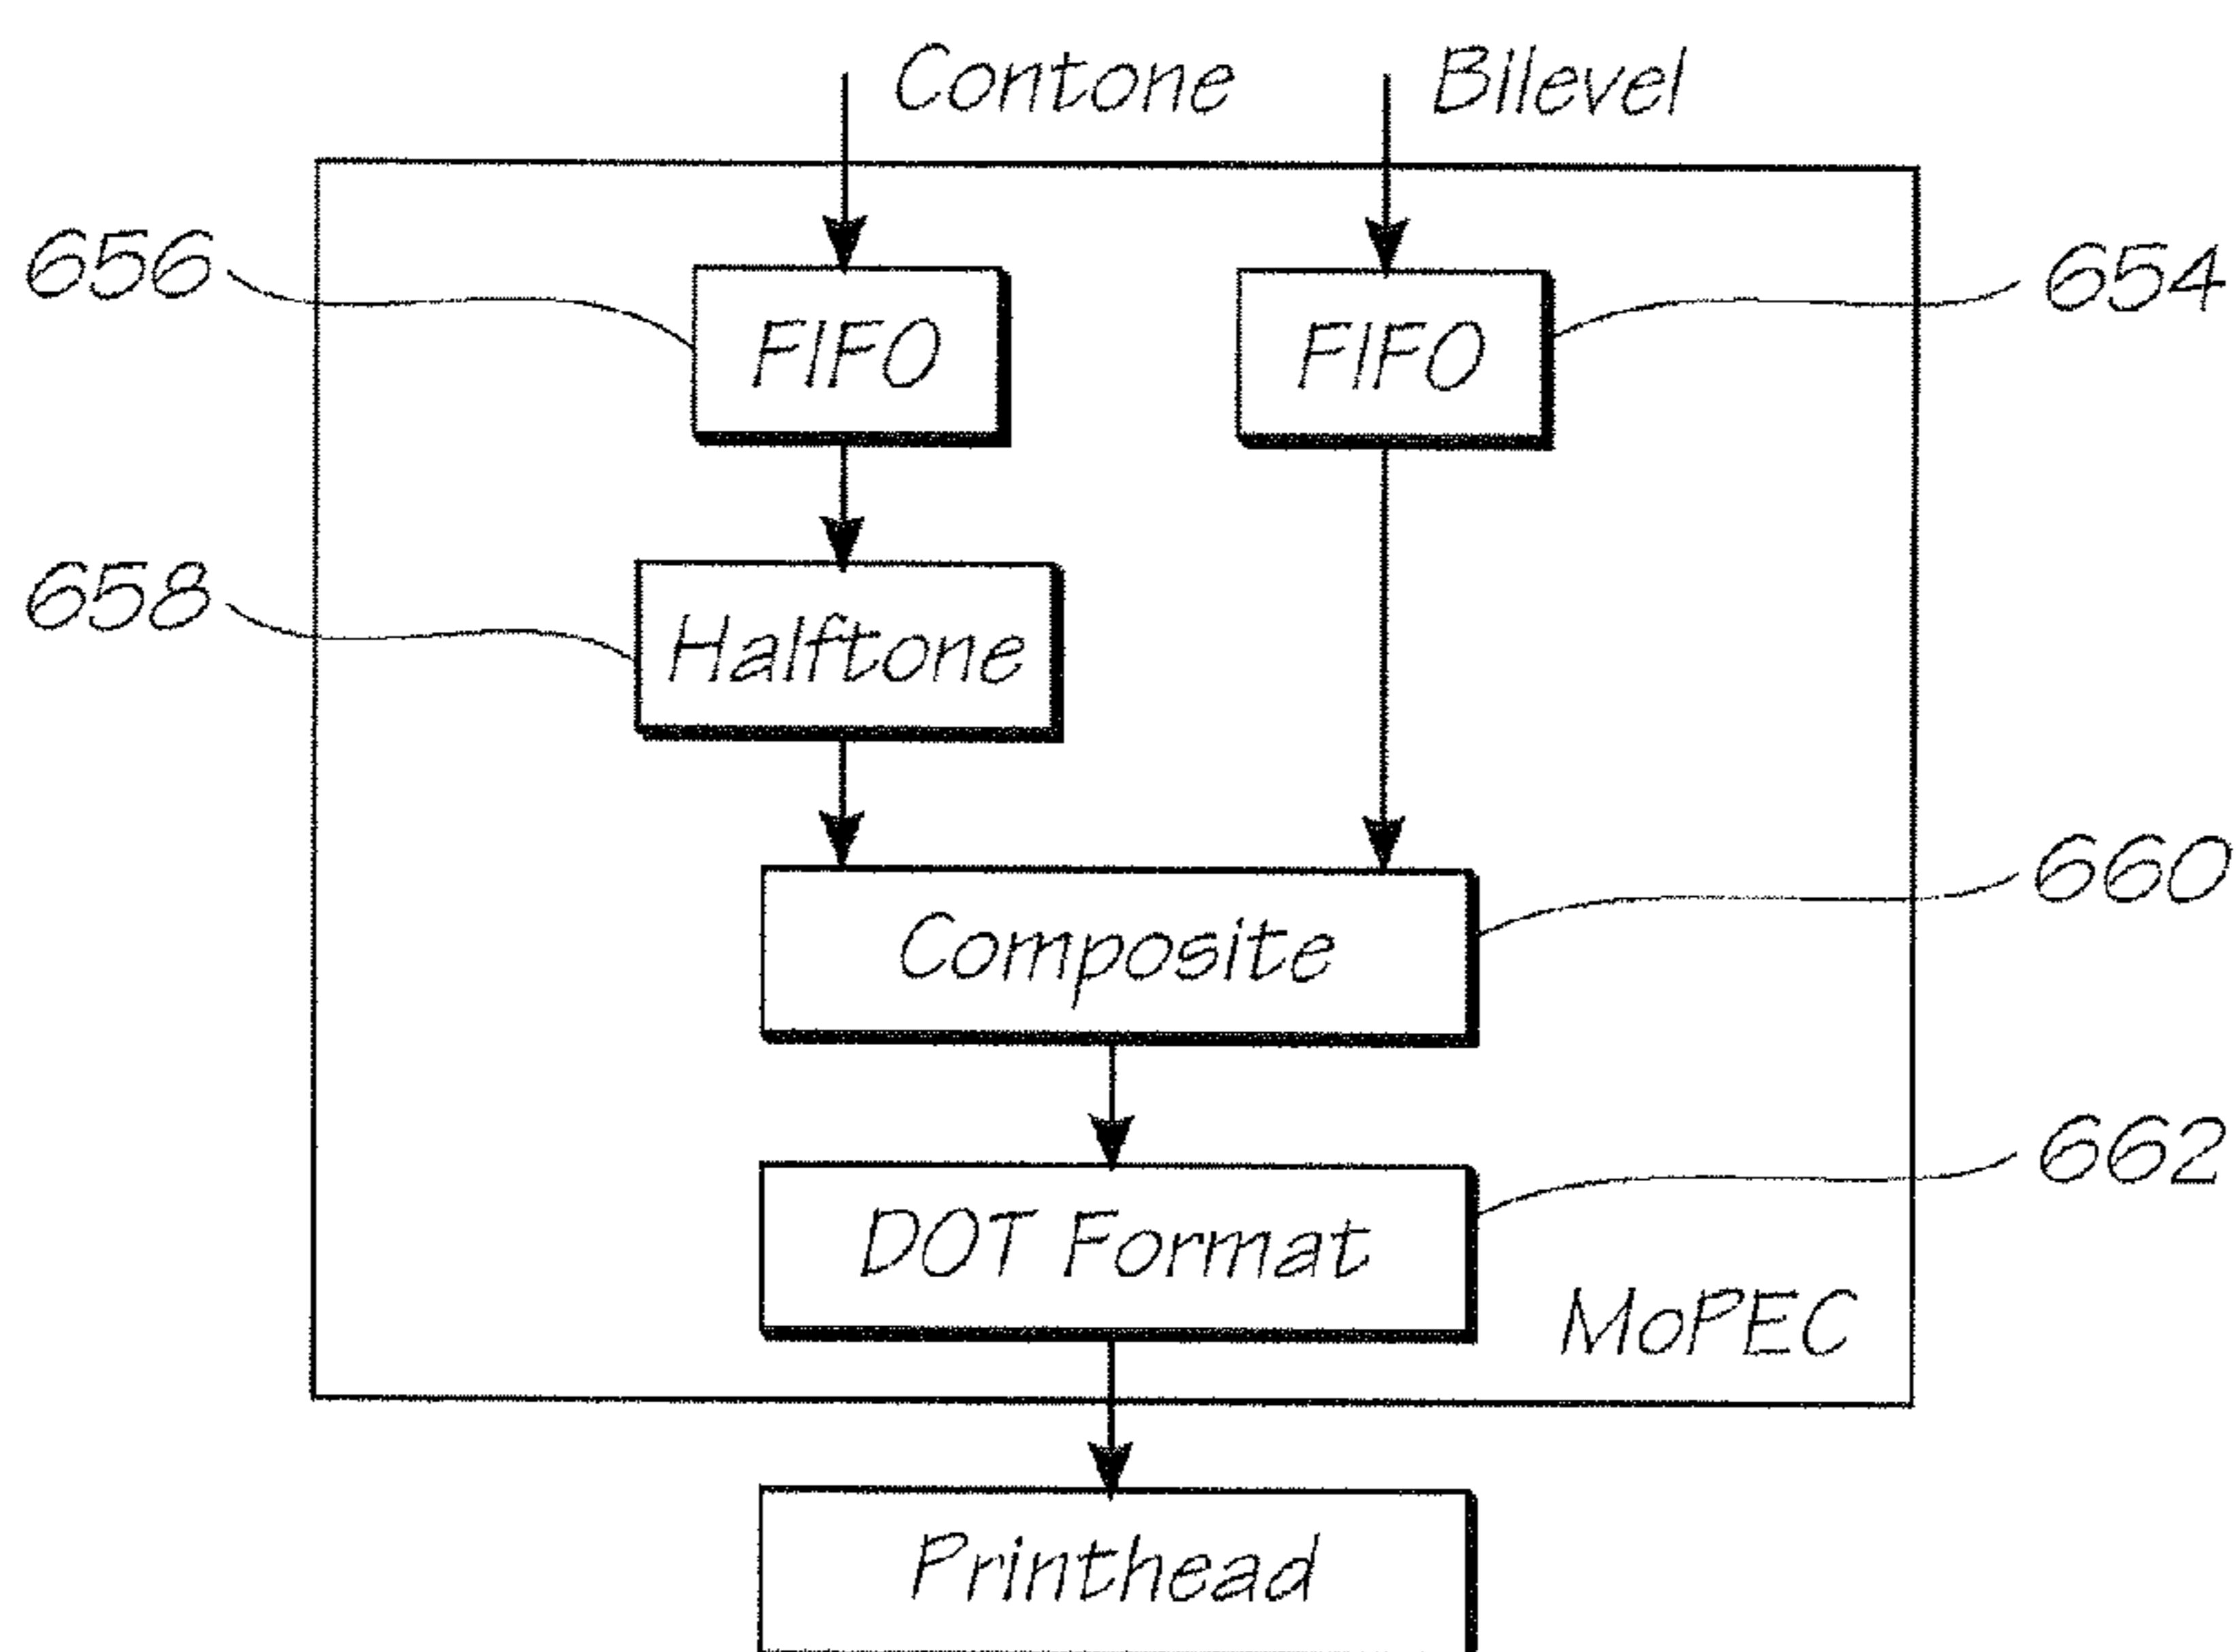 Contone
Bilevel
656
FIFO
FIFO
654
658
Halftone
660
Composite
662
DOT Format
MoPEC
Printhead